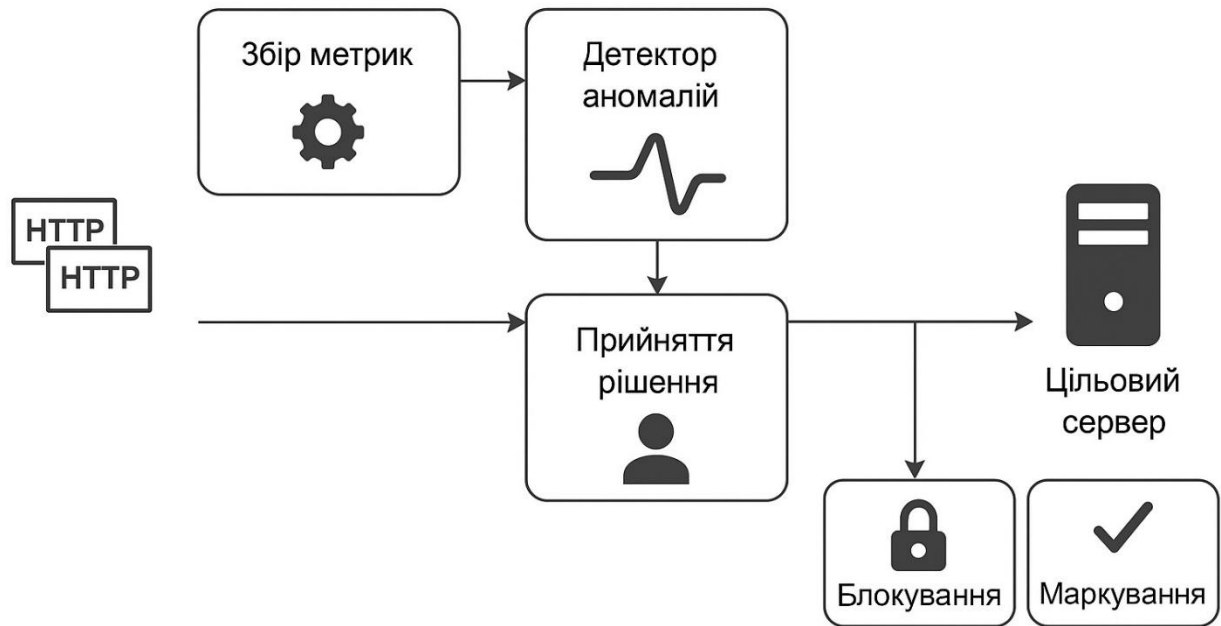 Збір метрик
Детектор
аномалій
HTTP
HTTP
Прийняття
рішення
Цільовий
сервер
Блокування
Маркування